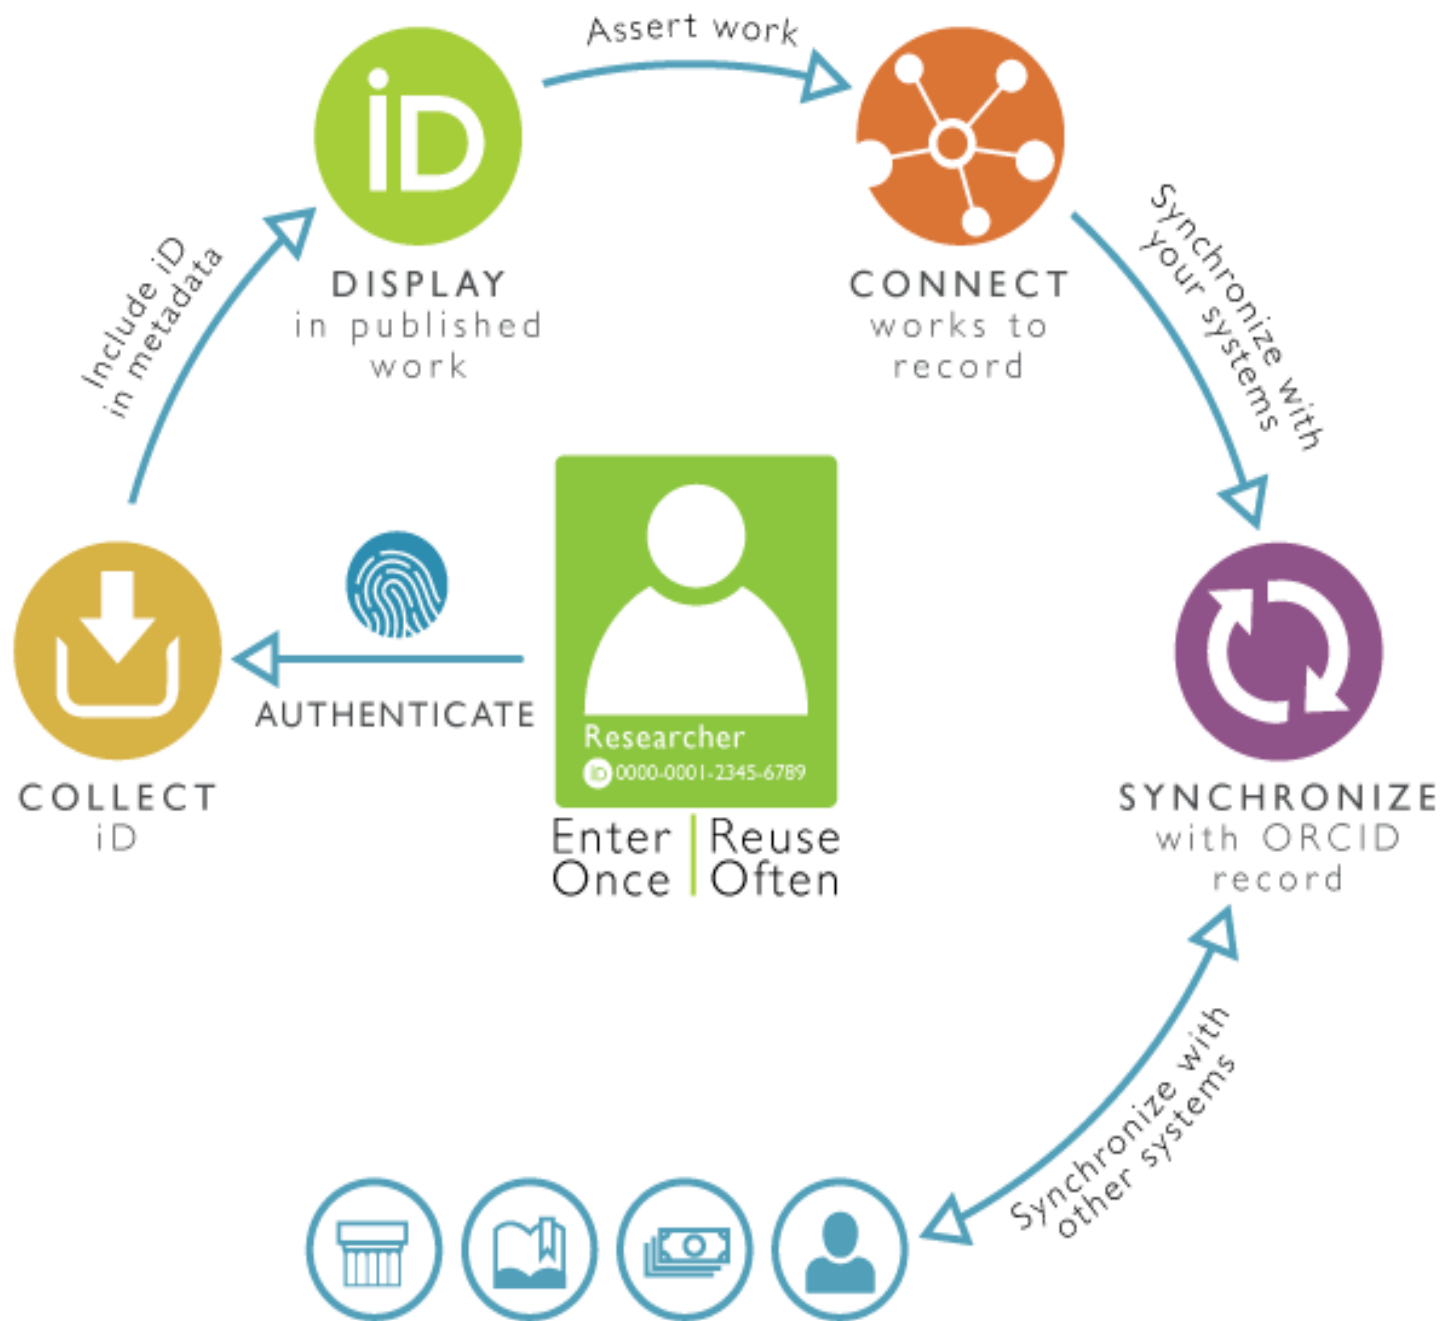 Assert work
iD
DISPLAY
in published
work
CONNECT
works to
record
Include iD
in metadata
Synchronize with
your systems
AUTHENTICATE
COLLECT
iD
Researcher
iD 0000-0001-2345-6789
Enter
Once
Reuse
Often
SYNCHRONIZE
with ORCID
record
Synchronize with
other systems